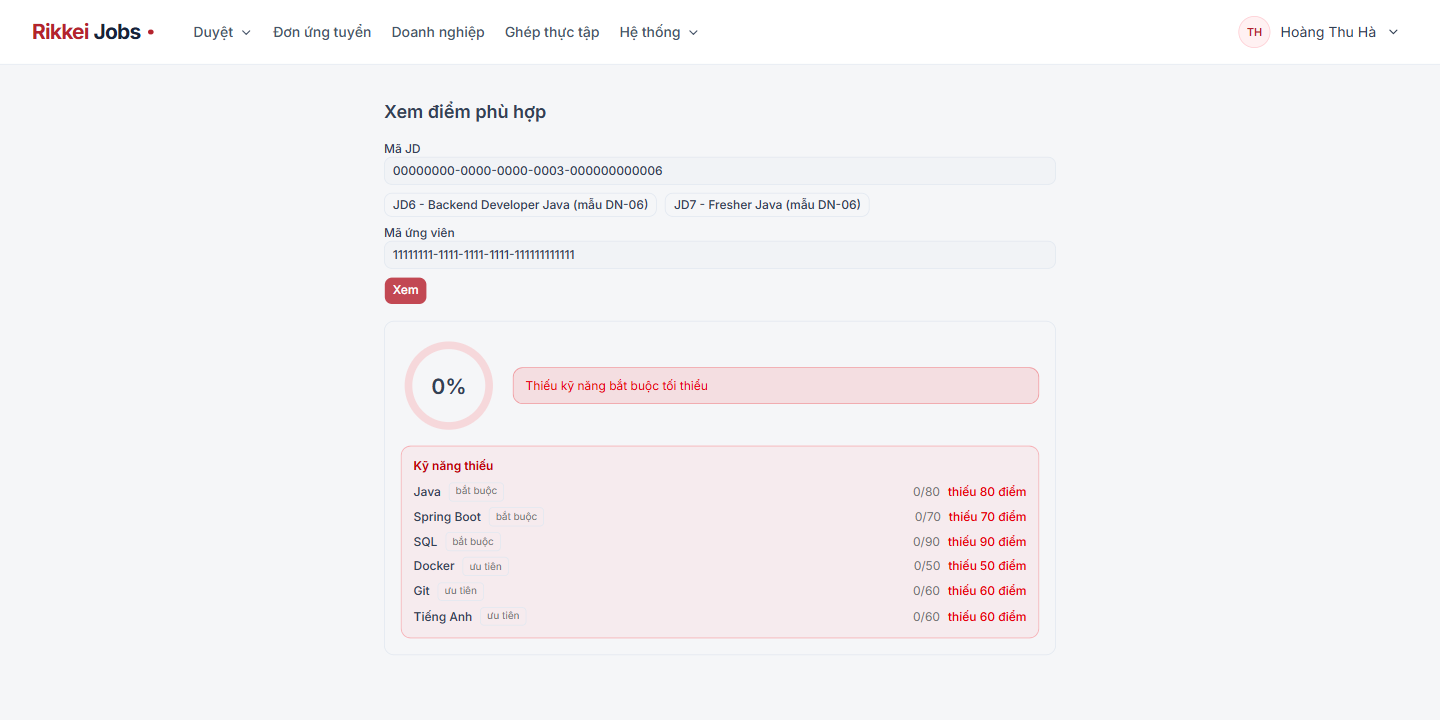 Rikkei Jobs
Duyệt Đơn ứng tuyển Doanh nghiệp Ghép thực tập Hệ thống
TH Hoàng Thu Hà
Xem điểm phù hợp
Mã JD
00000000-0000-0000-0003-000000000006
JD6 - Backend Developer Java (mẫu DN-06) JD7 - Fresher Java (mẫu DN-06)
Mã ứng viên
11111111-1111-1111-1111-111111111111
Xem
0% Thiếu kỹ năng bắt buộc tối thiểu
Kỹ năng thiếu
Java bắt buộc 0/80 thiếu 80 điểm
Spring Boot bắt buộc 0/70 thiếu 70 điểm
SQL bắt buộc 0/90 thiếu 90 điểm
Docker ưu tiên 0/50 thiếu 50 điểm
Git ưu tiên 0/60 thiếu 60 điểm
Tiếng Anh ưu tiên 0/60 thiếu 60 điểm